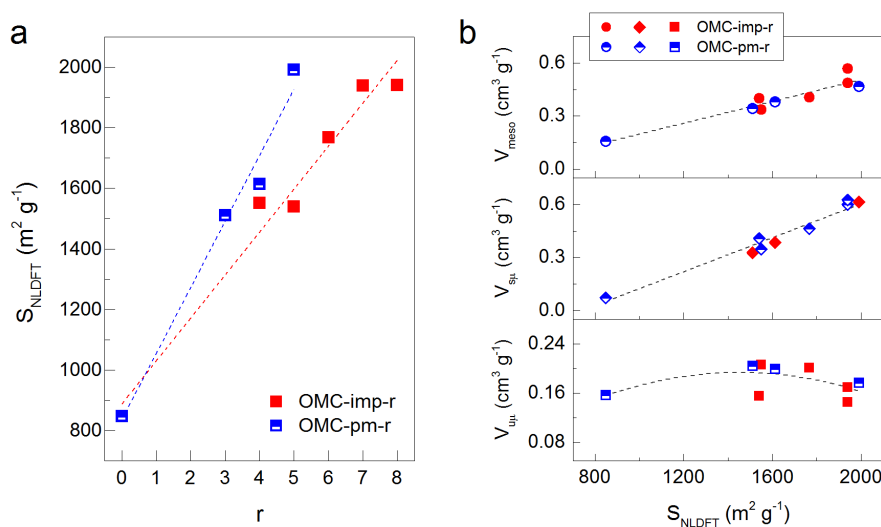 a
2000
1800
1600
1400
1200
1000
800
S_NLDFT (m² g⁻¹)
OMC-imp-r
OMC-pm-r
0 1 2 3 4 5 6 7 8
r
b
OMC-imp-r
OMC-pm-r
0.6
0.3
0.0
V_meso (cm³ g⁻¹)
0.6
0.3
0.0
V_sμ (cm³ g⁻¹)
0.24
0.16
0.08
V_uμ (cm³ g⁻¹)
800 1200 1600 2000
S_NLDFT (m² g⁻¹)